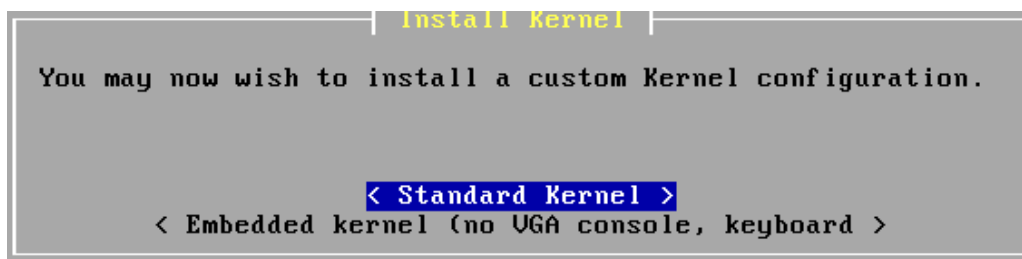 Install Kernel
You may now wish to install a custom Kernel configuration.
< Standard Kernel >
< Embedded kernel (no VGA console, keyboard >